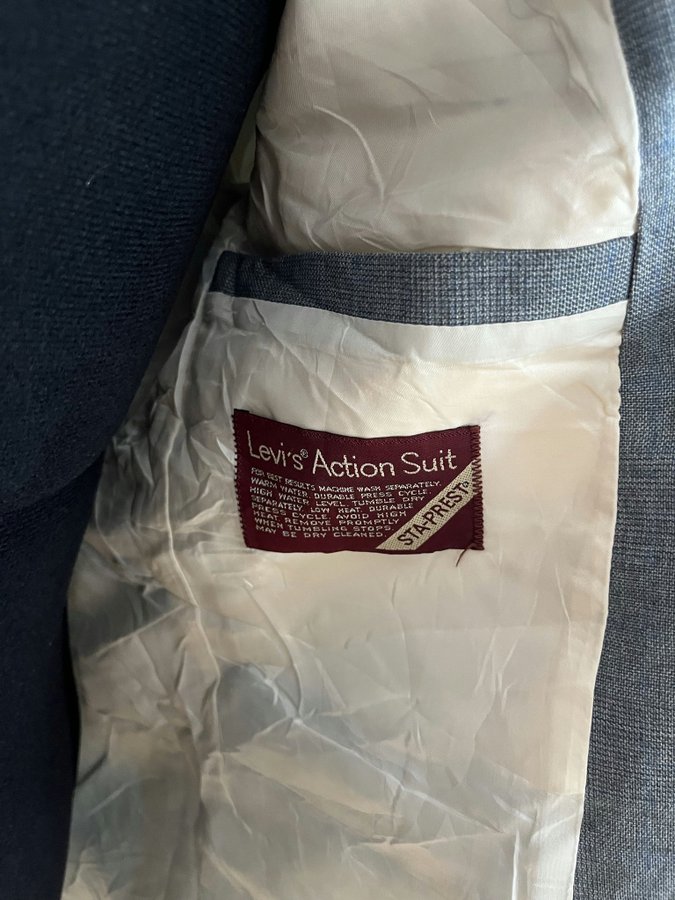 Levi's® Action Suit
FOR BEST RESULTS MACHINE WASH SEPARATELY.
WARM WATER. DURABLE PRESS CYCLE.
HIGH WATER LEVEL. TUMBLE DRY
SEPARATELY. LOW HEAT. DURABLE
PRESS CYCLE. AVOID HIGH
HEAT. REMOVE PROMPTLY
WHEN TUMBLING STOPS.
MAY BE DRY CLEANED.
STA-PREST®